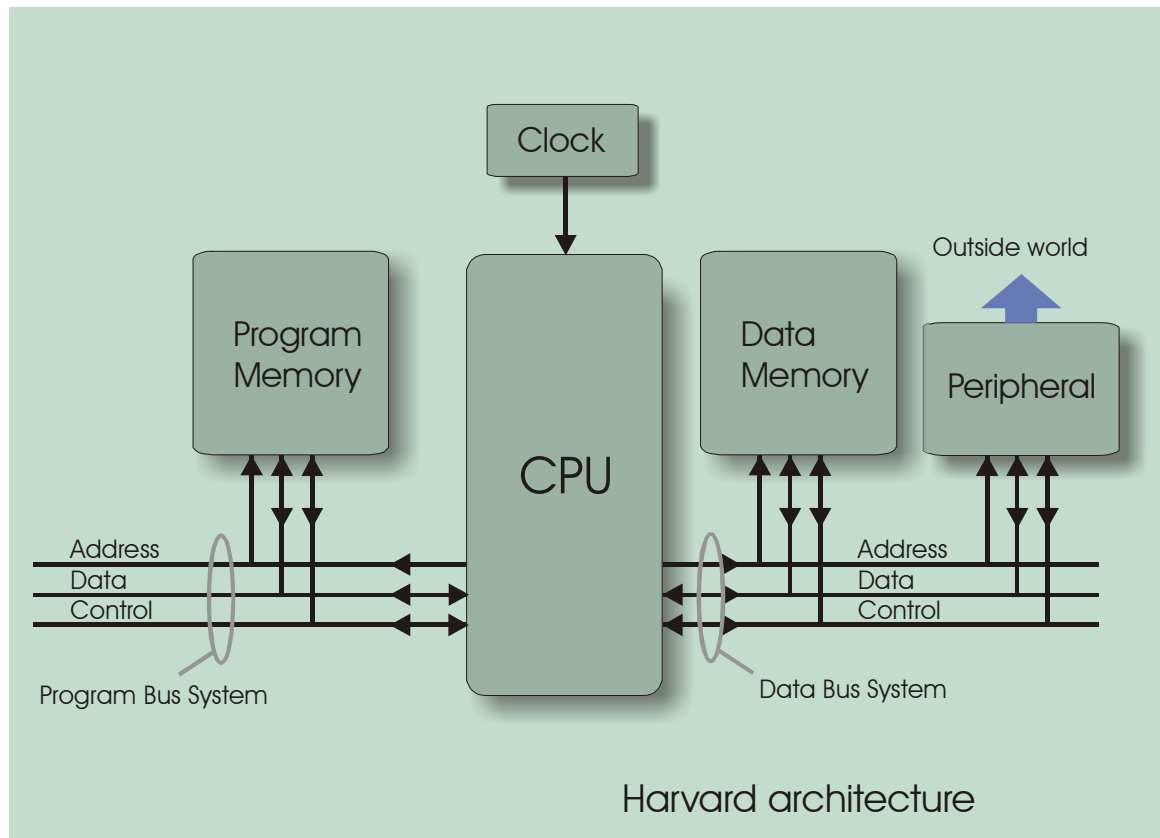 Clock
Outside world
Program
Memory
Data
Memory
Peripheral
CPU
Address
Data
Control
Address
Data
Control
Program Bus System
Data Bus System
Harvard architecture